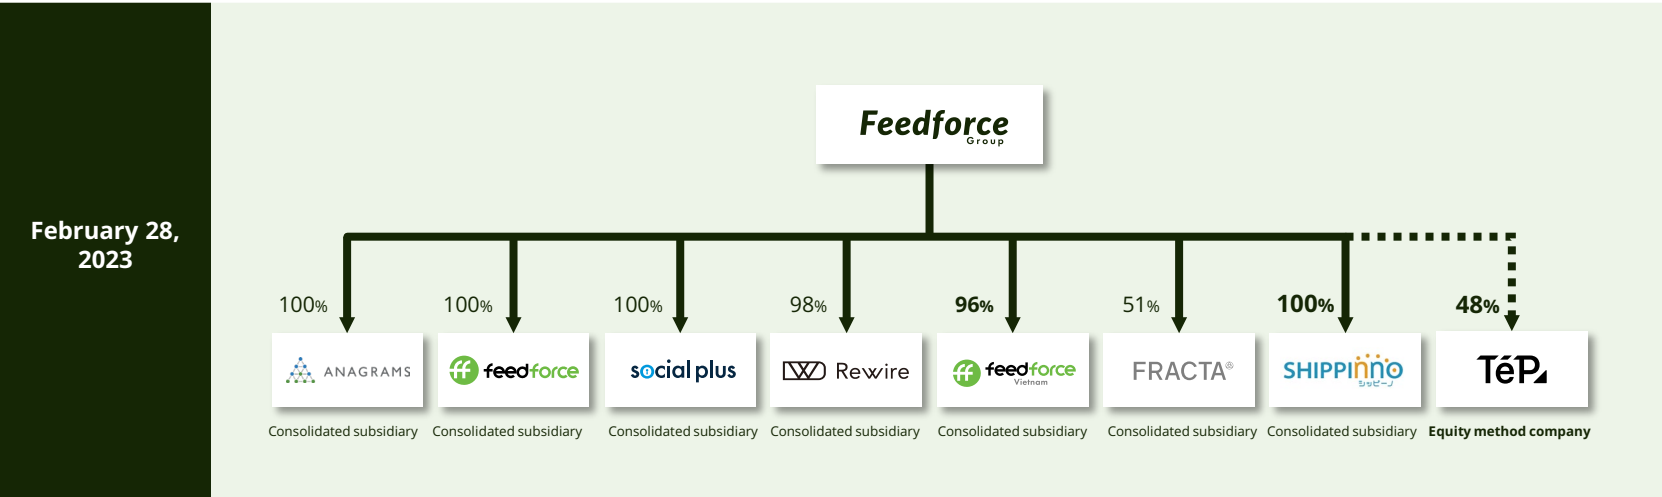 February 28,
2023
Feedforce
Group
100%
100%
100%
98%
96%
51%
100%
48%
ANAGRAMS
feedforce
social plus
Rewire
feedforce
Vietnam
FRACTA®
SHIPPINNO
シッピーノ
TéP
Consolidated subsidiary
Consolidated subsidiary
Consolidated subsidiary
Consolidated subsidiary
Consolidated subsidiary
Consolidated subsidiary
Consolidated subsidiary
Equity method company